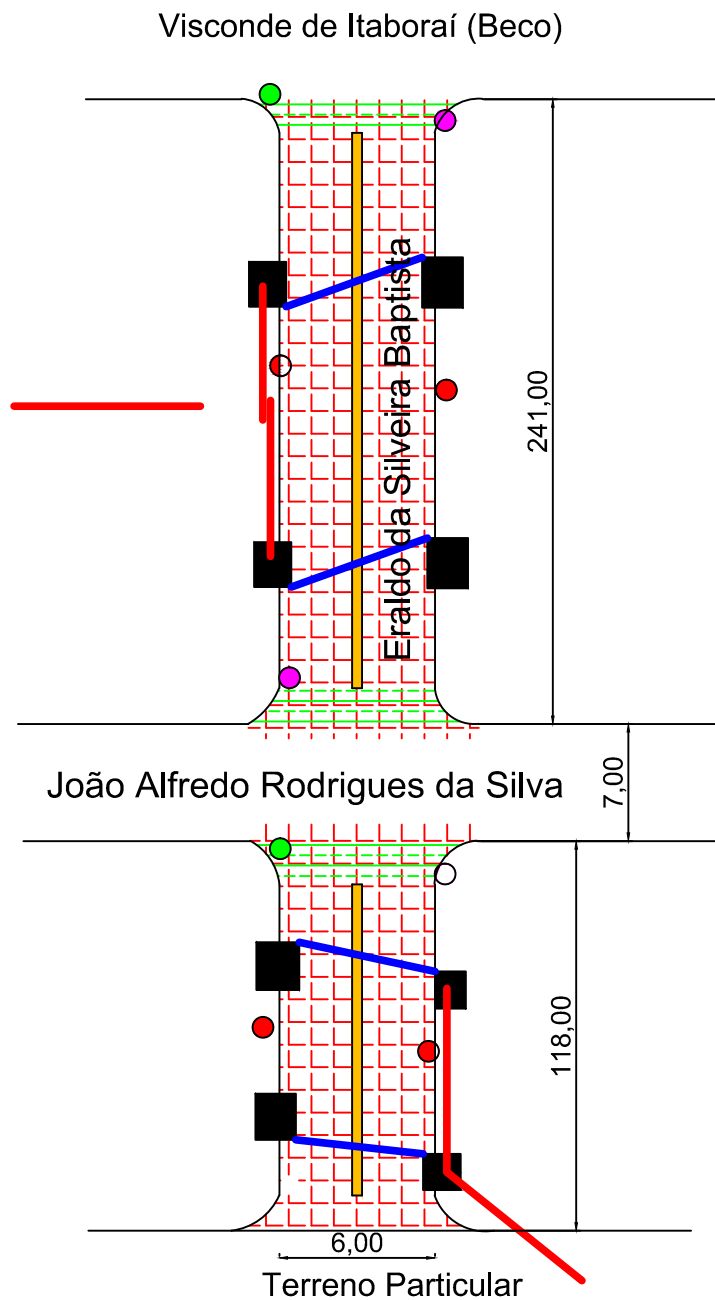 Visconde de Itaboraí (Beco)
Eraldo da Silveira Baptista
241,00
João Alfredo Rodrigues da Silva
7,00
118,00
6,00
Terreno Particular